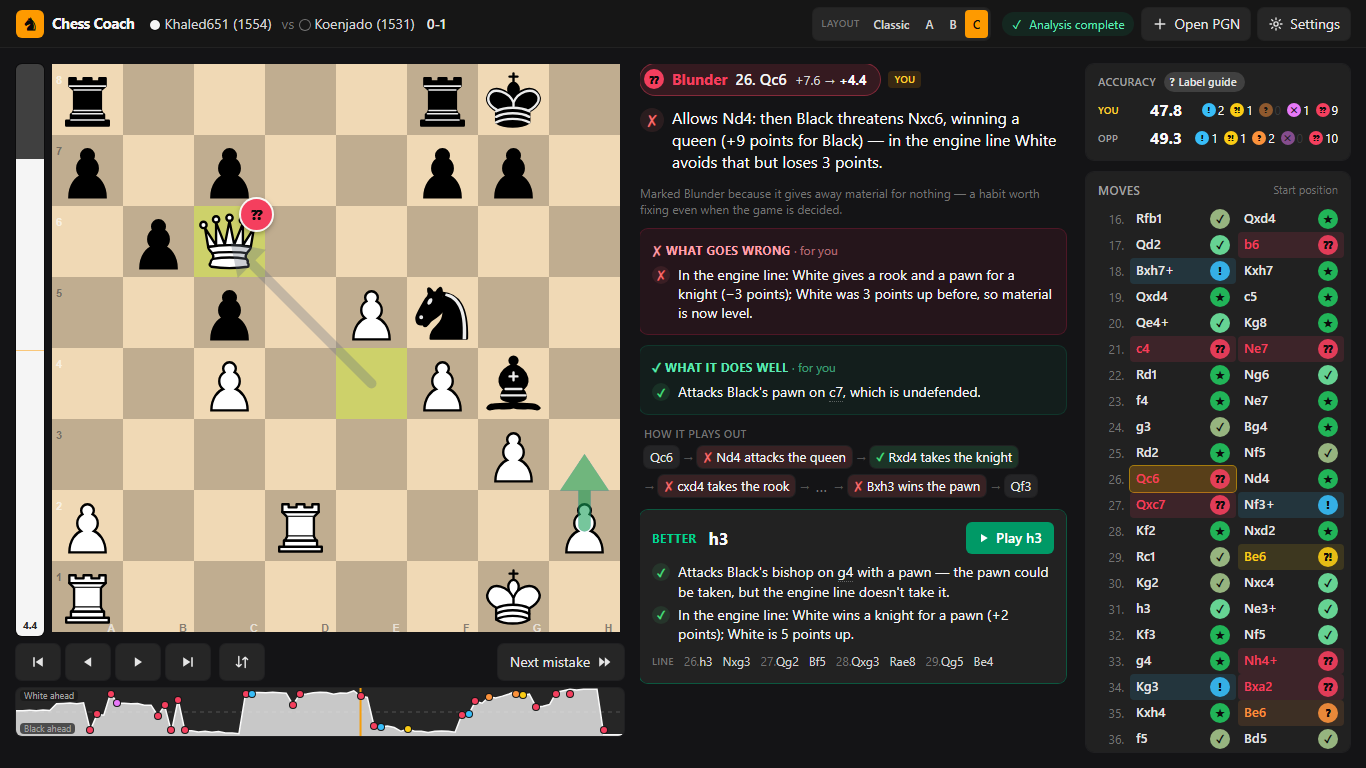 Chess Coach
Khaled651 (1554) vs Koenjado (1531) 0-1
LAYOUT Classic A B C
✓ Analysis complete
+ Open PGN
Settings
8
7
6
5
4
3
2
1
A B C D E F G H
??
4.4
Next mistake
White ahead
Black ahead
?? Blunder 26. Qc6 +7.6 → +4.4 YOU
✗ Allows Nd4: then Black threatens Nxc6, winning a
queen (+9 points for Black) — in the engine line White
avoids that but loses 3 points.
Marked Blunder because it gives away material for nothing — a habit worth
fixing even when the game is decided.
✗ WHAT GOES WRONG · for you
✗ In the engine line: White gives a rook and a pawn for a
knight (−3 points); White was 3 points up before, so material
is now level.
✓ WHAT IT DOES WELL · for you
✓ Attacks Black's pawn on c7, which is undefended.
HOW IT PLAYS OUT
Qc6 → ✗ Nd4 attacks the queen → ✓ Rxd4 takes the knight
→ ✗ cxd4 takes the rook → ... → ✗ Bxh3 wins the pawn → Qf3
BETTER h3
Play h3
✓ Attacks Black's bishop on g4 with a pawn — the pawn could
be taken, but the engine line doesn't take it.
✓ In the engine line: White wins a knight for a pawn (+2
points); White is 5 points up.
LINE 26.h3 Nxg3 27.Qg2 Bf5 28.Qxg3 Rae8 29.Qg5 Be4
ACCURACY ? Label guide
YOU 47.8 ! 2 ?! 1 ? 0 ✕ 1 ?? 9
OPP 49.3 ! 1 ?! 1 ? 2 ✕ 0 ?? 10
MOVES Start position
16. Rfb1 ✓ Qxd4 ★
17. Qd2 ✓ b6 ??
18. Bxh7+ ! Kxh7 ★
19. Qxd4 ★ c5 ★
20. Qe4+ ✓ Kg8 ★
21. c4 ?? Ne7 ??
22. Rd1 ★ Ng6 ✓
23. f4 ★ Ne7 ★
24. g3 ✓ Bg4 ★
25. Rd2 ★ Nf5 ✓
26. Qc6 ?? Nd4 ★
27. Qxc7 ?? Nf3+ !
28. Kf2 ★ Nxd2 ★
29. Rc1 ✓ Be6 ?!
30. Kg2 ✓ Nxc4 ✓
31. h3 ✓ Ne3+ ✓
32. Kf3 ★ Nf5 ✓
33. g4 ★ Nh4+ ??
34. Kg3 ! Bxa2 ??
35. Kxh4 ★ Be6 ?
36. f5 ✓ Bd5 ✓